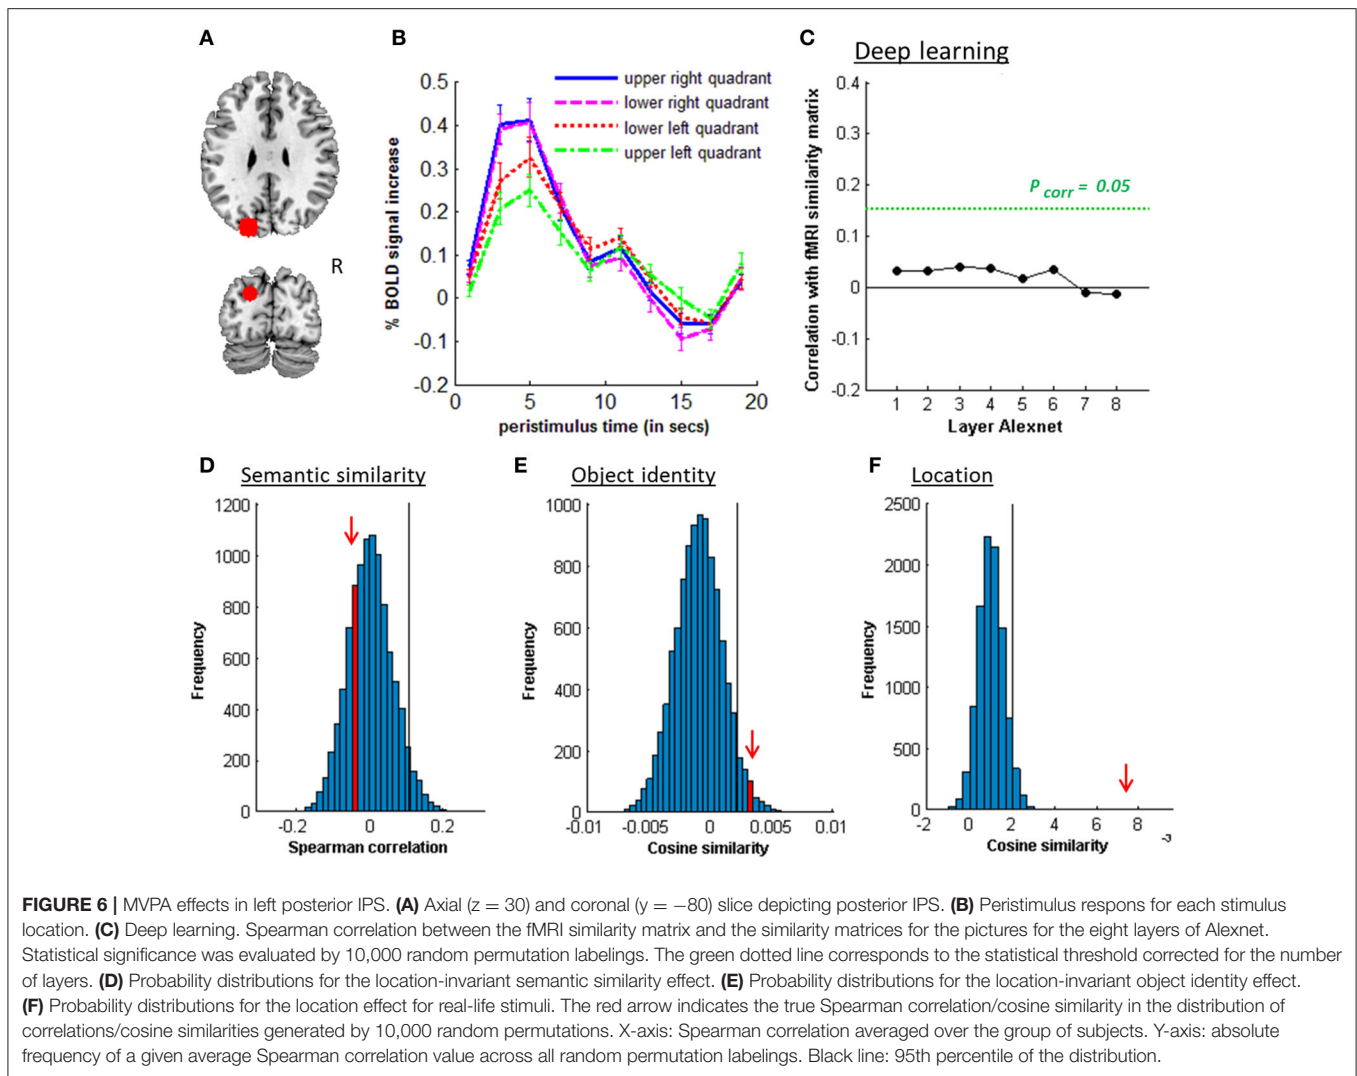 A
R
B
% BOLD signal increase
0.5
0.4
0.3
0.2
0.1
0
-0.1
-0.2
upper right quadrant
lower right quadrant
lower left quadrant
upper left quadrant
0 5 10 15 20
peristimulus time (in secs)
C
Deep learning
Correlation with fMRI similarity matrix
0.4
0.3
0.2
0.1
0
-0.1
-0.2
P corr = 0.05
1 2 3 4 5 6 7 8
Layer Alexnet
D
Semantic similarity
Frequency
1200
1000
800
600
400
200
0
-0.2 0 0.2
Spearman correlation
E
Object identity
Frequency
1000
800
600
400
200
0
-0.01 -0.005 0 0.005 0.01
Cosine similarity
F
Location
Frequency
2500
2000
1500
1000
500
0
-2 0 2 4 6 8
-3
Cosine similarity
FIGURE 6 | MVPA effects in left posterior IPS. (A) Axial (z = 30) and coronal (y = −80) slice depicting posterior IPS. (B) Peristimulus respons for each stimulus
location. (C) Deep learning. Spearman correlation between the fMRI similarity matrix and the similarity matrices for the pictures for the eight layers of Alexnet.
Statistical significance was evaluated by 10,000 random permutation labelings. The green dotted line corresponds to the statistical threshold corrected for the number
of layers. (D) Probability distributions for the location-invariant semantic similarity effect. (E) Probability distributions for the location-invariant object identity effect.
(F) Probability distributions for the location effect for real-life stimuli. The red arrow indicates the true Spearman correlation/cosine similarity in the distribution of
correlations/cosine similarities generated by 10,000 random permutations. X-axis: Spearman correlation averaged over the group of subjects. Y-axis: absolute
frequency of a given average Spearman correlation value across all random permutation labelings. Black line: 95th percentile of the distribution.